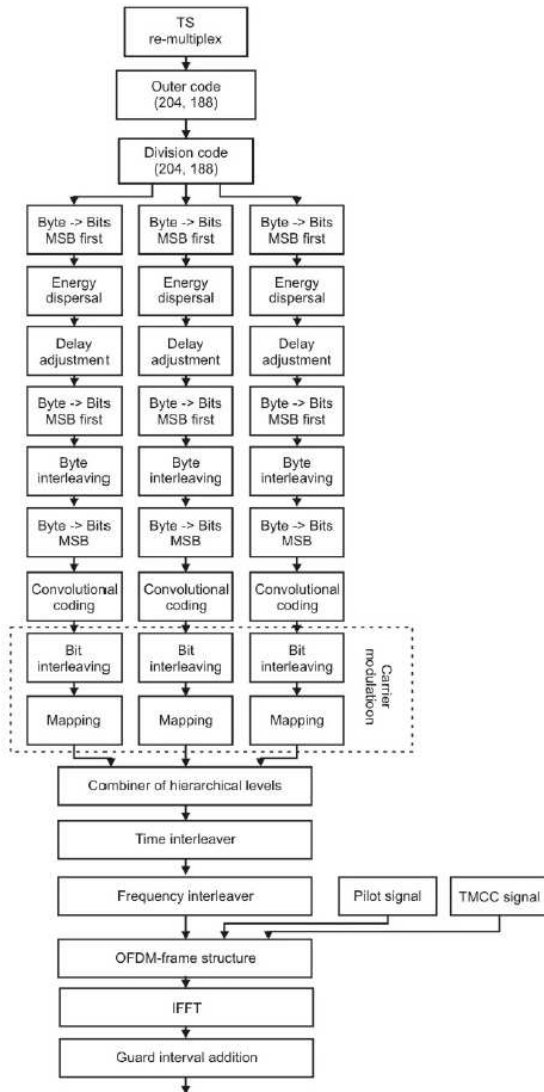 TS
re-multiplex
Outer code
(204, 188)
Division code
(204, 188)
Byte -> Bits
MSB first
Byte -> Bits
MSB first
Byte -> Bits
MSB first
Energy
dispersal
Energy
dispersal
Energy
dispersal
Delay
adjustment
Delay
adjustment
Delay
adjustment
Byte -> Bits
MSB first
Byte -> Bits
MSB first
Byte -> Bits
MSB first
Byte
interleaving
Byte
interleaving
Byte
interleaving
Byte -> Bits
MSB
Byte -> Bits
MSB
Byte -> Bits
MSB
Convolutional
coding
Convolutional
coding
Convolutional
coding
Bit
interleaving
Bit
interleaving
Bit
interleaving
Carrier
modulatioon
Mapping
Mapping
Mapping
Combiner of hierarchical levels
Time interleaver
Frequency interleaver
Pilot signal
TMCC signal
OFDM-frame structure
IFFT
Guard interval addition